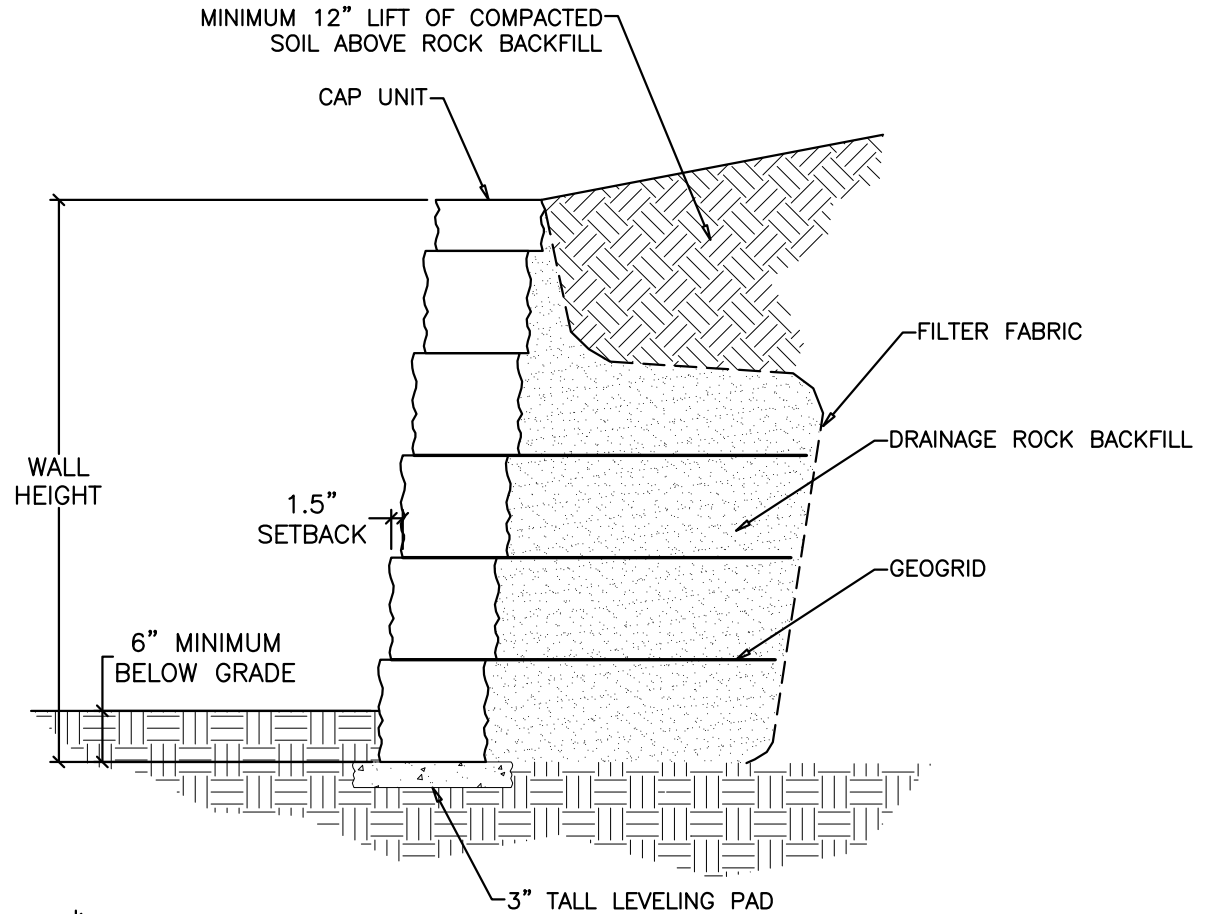 MINIMUM 12” LIFT OF COMPACTED
SOIL ABOVE ROCK BACKFILL
CAP UNIT
FILTER FABRIC
DRAINAGE ROCK BACKFILL
WALL
HEIGHT
1.5”
SETBACK
GEOGRID
6” MINIMUM
BELOW GRADE
3” TALL LEVELING PAD